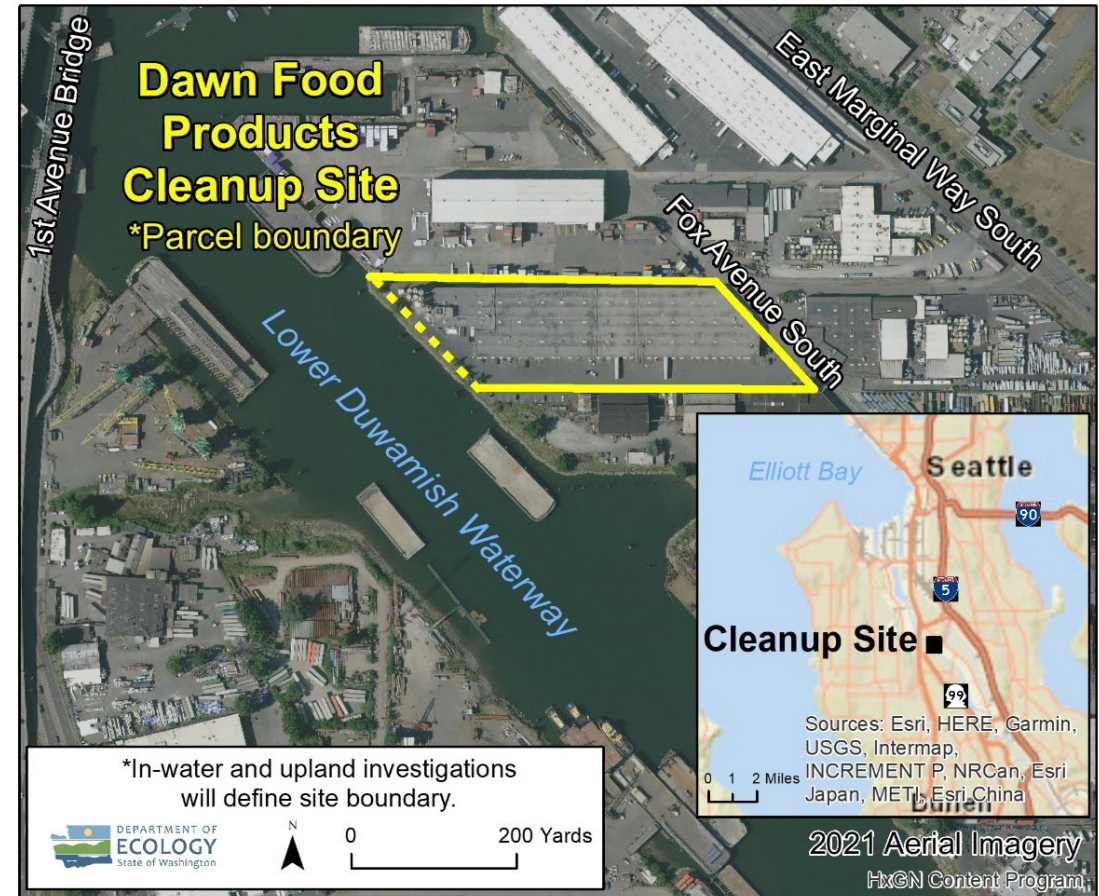 1st Avenue Bridge
Dawn Food
Products
Cleanup Site
*Parcel boundary
East Marginal Way South
Fox Avenue South
Lower Duwamish Waterway
Elliott Bay
Seattle
90
5
Cleanup Site
99
Sources: Esri, HERE, Garmin,
USGS, Intermap,
INCREMENT P, NRCan, Esri
Japan, METI, Esri China
Burien
0 1 2 Miles
*In-water and upland investigations
will define site boundary.
DEPARTMENT OF
ECOLOGY
State of Washington
N
0 200 Yards
2021 Aerial Imagery
HxGN Content Program